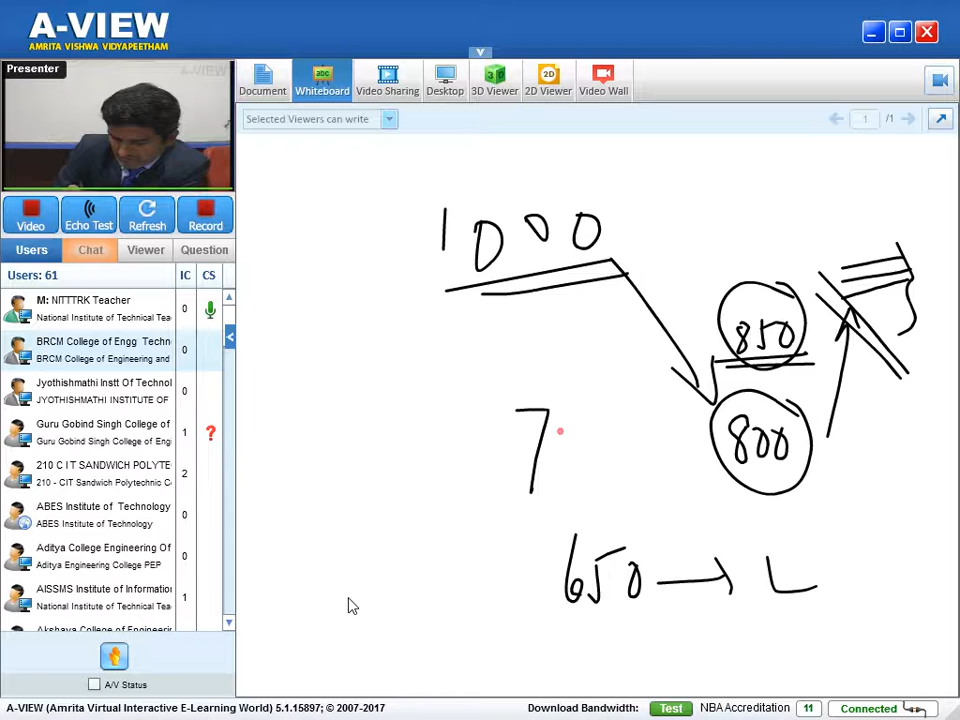 A-VIEW
AMRITA VISHWA VIDYAPEETHAM
Presenter
A-VIEW
Document
Whiteboard
Video Sharing
Desktop
3D Viewer
2D Viewer
Video Wall
Selected Viewers can write
1 /1
Video
Echo Test
Refresh
Record
Users
Chat
Viewer
Question
Users: 61 IC CS
M: NITTTRK Teacher
National Institute of Technical Tea
0
BRCM College of Engg Techn
BRCM College of Engineering and
0
Jyothishmathi Instt Of Technol
JYOTHISHMATHI INSTITUTE OF
0
Guru Gobind Singh College of
Guru Gobind Singh College of Eng
1 ?
210 C I T SANDWICH POLYTE
210 - CIT Sandwich Polytechnic C
2
ABES Institute of Technology
ABES Institute of Technology
0
Aditya College Engineering Of
Aditya Engineering College PEP
0
AISSMS Institute of Informatio
National Institute of Technical Tea
1
Akshaya College of Engineerin
A/V Status
1000
850
800
7
650 → L
A-VIEW (Amrita Virtual Interactive E-Learning World) 5.1.15897; © 2007-2017
Download Bandwidth: Test NBA Accreditation 11 Connected